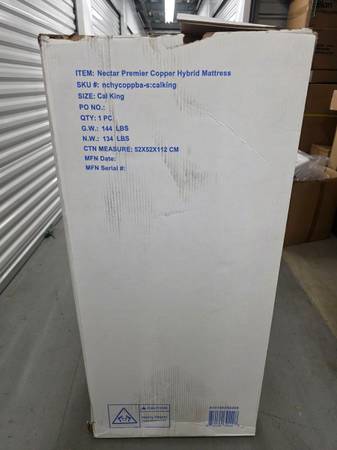 ITEM: Nectar Premier Copper Hybrid Mattress
SKU #: nchycoppba-s:calking
SIZE: Cal King
PO NO.:
QTY: 1 PC
G.W.: 144 LBS
N.W.: 134 LBS
CTN MEASURE: 52X52X112 CM
MFN Date:
MFN Serial #: